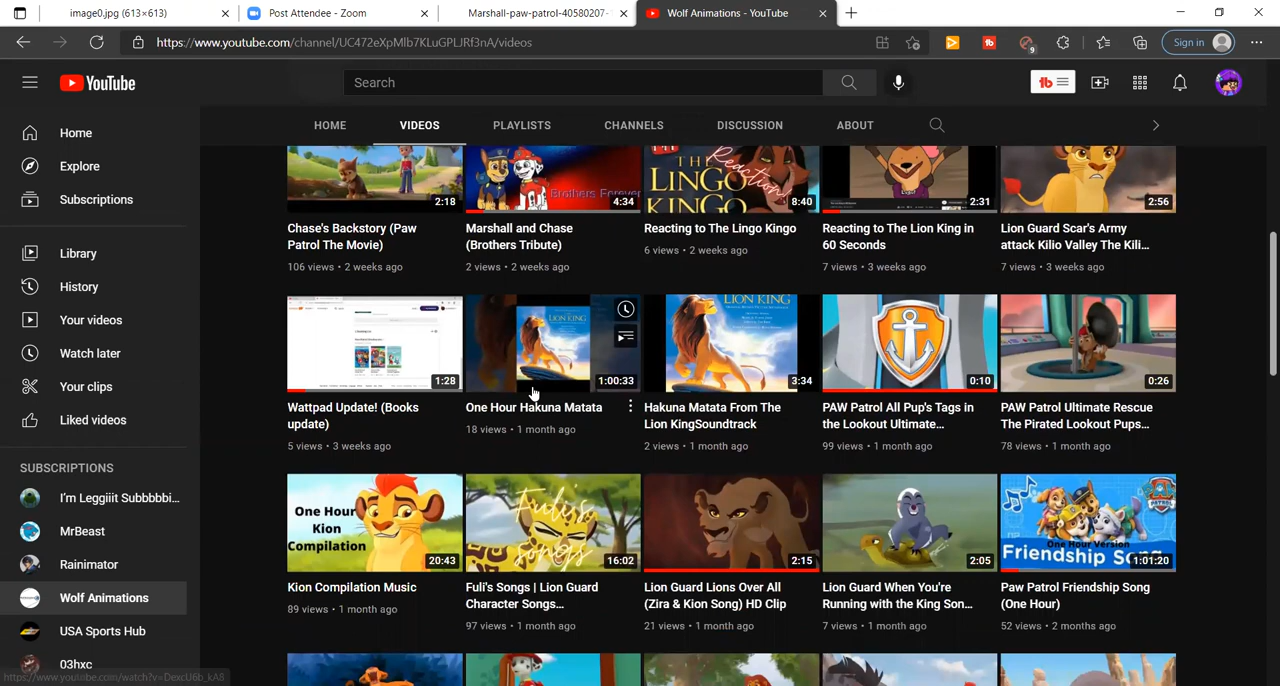 image0.jpg (613×613)
Post Attendee - Zoom
Marshall-paw-patrol-40580207-
Wolf Animations - YouTube
https://www.youtube.com/channel/UC472eXpMlb7KLuGPLJRf3nA/videos
9
Sign in
YouTube
Search
tb
HOME
VIDEOS
PLAYLISTS
CHANNELS
DISCUSSION
ABOUT
Home
Explore
Subscriptions
Library
History
Your videos
Watch later
Your clips
Liked videos
SUBSCRIPTIONS
I'm Leggiiit Subbbbbi...
MrBeast
Rainimator
Wolf Animations
USA Sports Hub
03hxc
2:18
Chase's Backstory (Paw
Patrol The Movie)
106 views • 2 weeks ago
Brothers Forever
4:34
Marshall and Chase
(Brothers Tribute)
2 views • 2 weeks ago
THE
LINGO
KINGO
Reaction
8:40
Reacting to The Lingo Kingo
6 views • 2 weeks ago
2:31
Reacting to The Lion King in
60 Seconds
7 views • 3 weeks ago
2:56
Lion Guard Scar's Army
attack Kilio Valley The Kili...
7 views • 3 weeks ago
1:28
Wattpad Update! (Books
update)
5 views • 3 weeks ago
LION KING
1:00:33
One Hour Hakuna Matata
18 views • 1 month ago
LION KING
3:34
Hakuna Matata From The
Lion KingSoundtrack
2 views • 1 month ago
0:10
PAW Patrol All Pup's Tags in
the Lookout Ultimate...
99 views • 1 month ago
0:26
PAW Patrol Ultimate Rescue
The Pirated Lookout Pups...
78 views • 1 month ago
One Hour
Kion
Compilation
20:43
Kion Compilation Music
89 views • 1 month ago
Fuli's
songs
16:02
Fuli's Songs | Lion Guard
Character Songs...
97 views • 1 month ago
2:15
Lion Guard Lions Over All
(Zira & Kion Song) HD Clip
21 views • 1 month ago
2:05
Lion Guard When You're
Running with the King Son...
7 views • 1 month ago
One Hour Version
Friendship Song
1:01:20
Paw Patrol Friendship Song
(One Hour)
52 views • 2 months ago